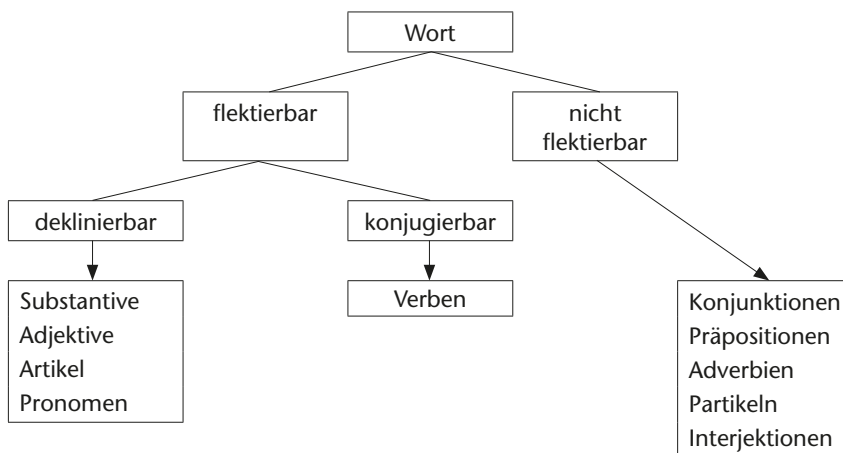 Wort
flektierbar
nicht
flektierbar
deklinierbar
konjugierbar
Substantive
Adjektive
Artikel
Pronomen
Verben
Konjunktionen
Präpositionen
Adverbien
Partikeln
Interjektionen